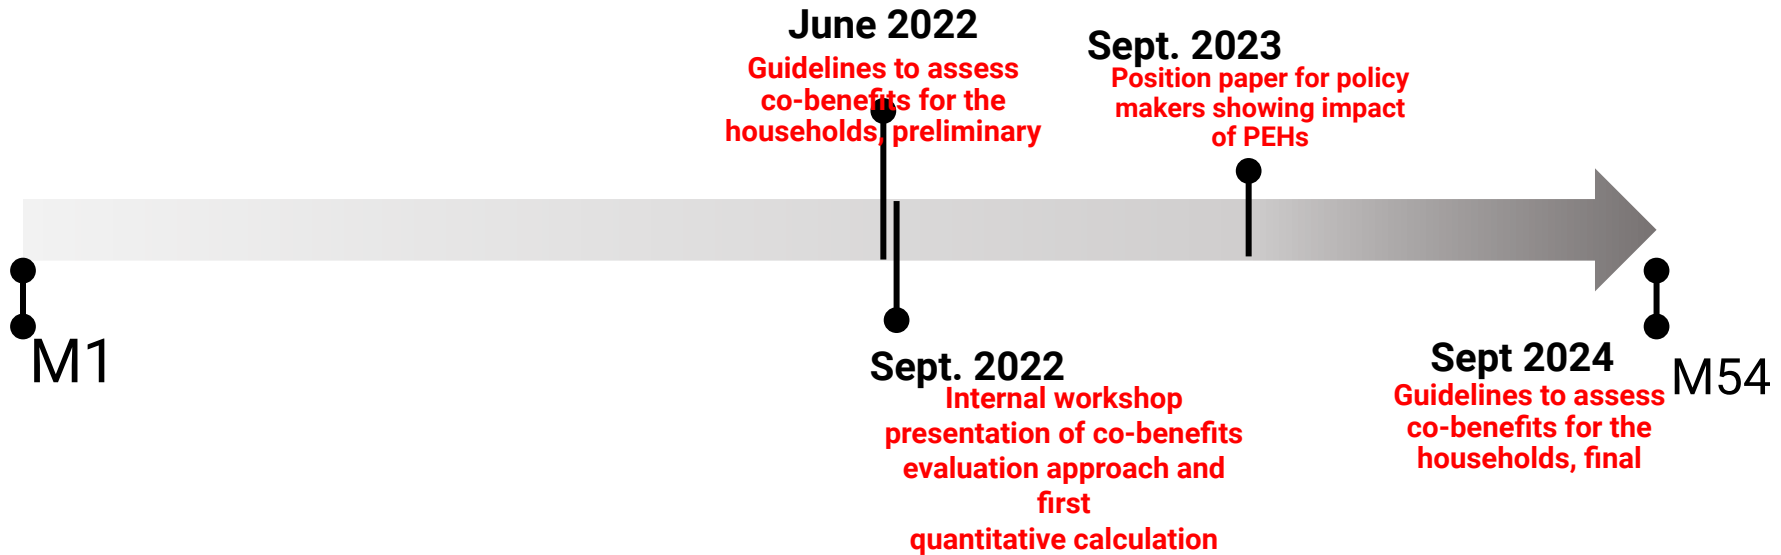 June 2022
Guidelines to assess
co-benefits for the
households, preliminary
Sept. 2023
Position paper for policy
makers showing impact
of PEHs
M1
Sept. 2022
Internal workshop
presentation of co-benefits
evaluation approach and
first
quantitative calculation
Sept 2024
Guidelines to assess
co-benefits for the
households, final
M54